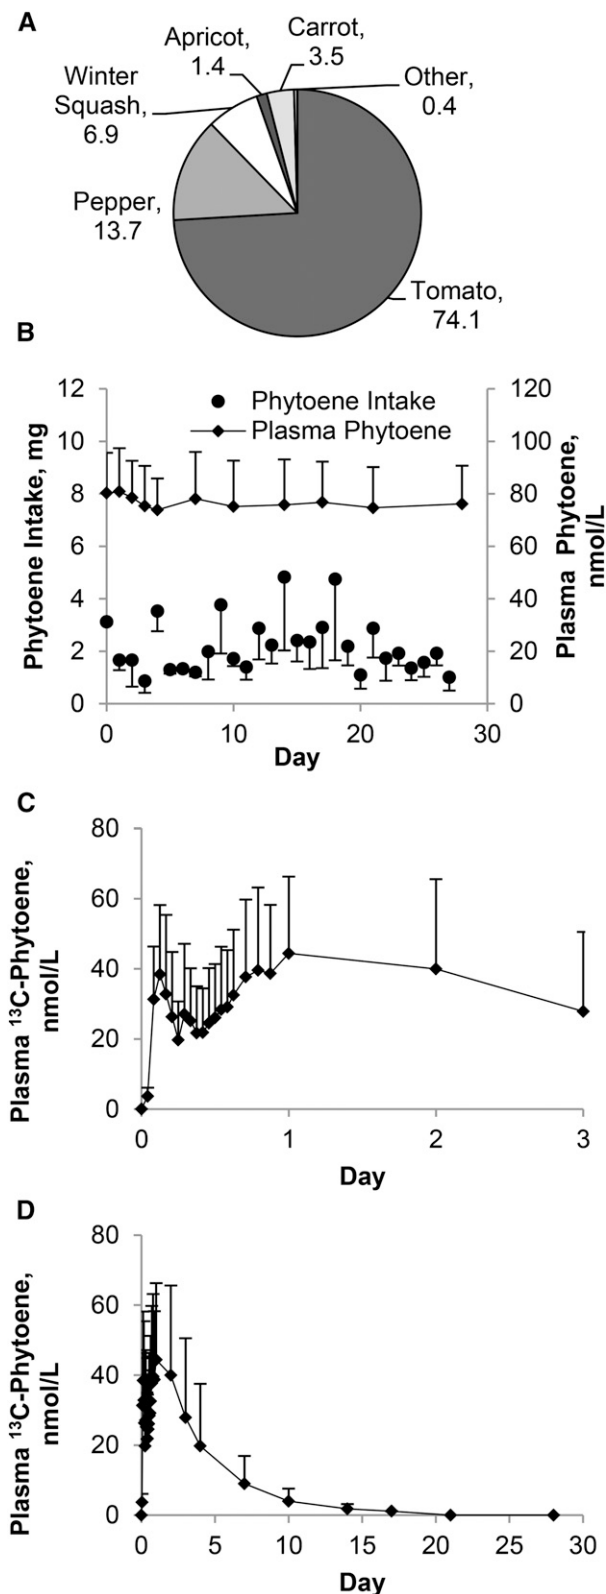 A
Apricot,
1.4
Carrot,
3.5
Winter
Squash,
6.9
Other,
0.4
Pepper,
13.7
Tomato,
74.1
B
Phytoene Intake, mg
12
10
8
6
4
2
0
Phytoene Intake
Plasma Phytoene
120
100
80
60
40
20
0
Plasma Phytoene,
nmol/L
0
10
20
30
Day
C
Plasma ¹³C-Phytoene,
nmol/L
80
60
40
20
0
0
1
2
3
Day
D
Plasma ¹³C-Phytoene,
nmol/L
80
60
40
20
0
0
5
10
15
20
25
30
Day